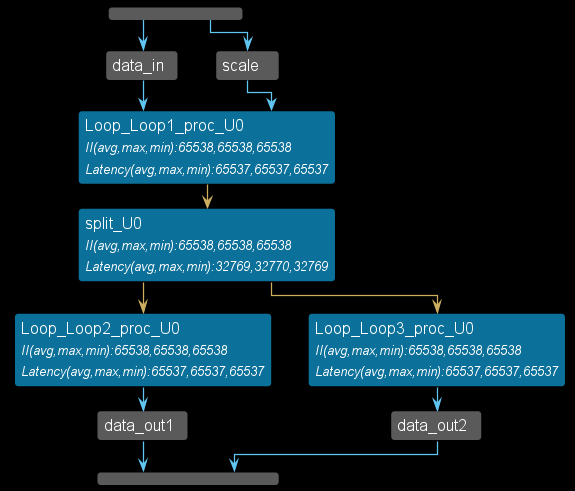 data_in
scale
Loop_Loop1_proc_U0
II(avg,max,min):65538,65538,65538
Latency(avg,max,min):65537,65537,65537
split_U0
II(avg,max,min):65538,65538,65538
Latency(avg,max,min):32769,32770,32769
Loop_Loop2_proc_U0
II(avg,max,min):65538,65538,65538
Latency(avg,max,min):65537,65537,65537
Loop_Loop3_proc_U0
II(avg,max,min):65538,65538,65538
Latency(avg,max,min):65537,65537,65537
data_out1
data_out2